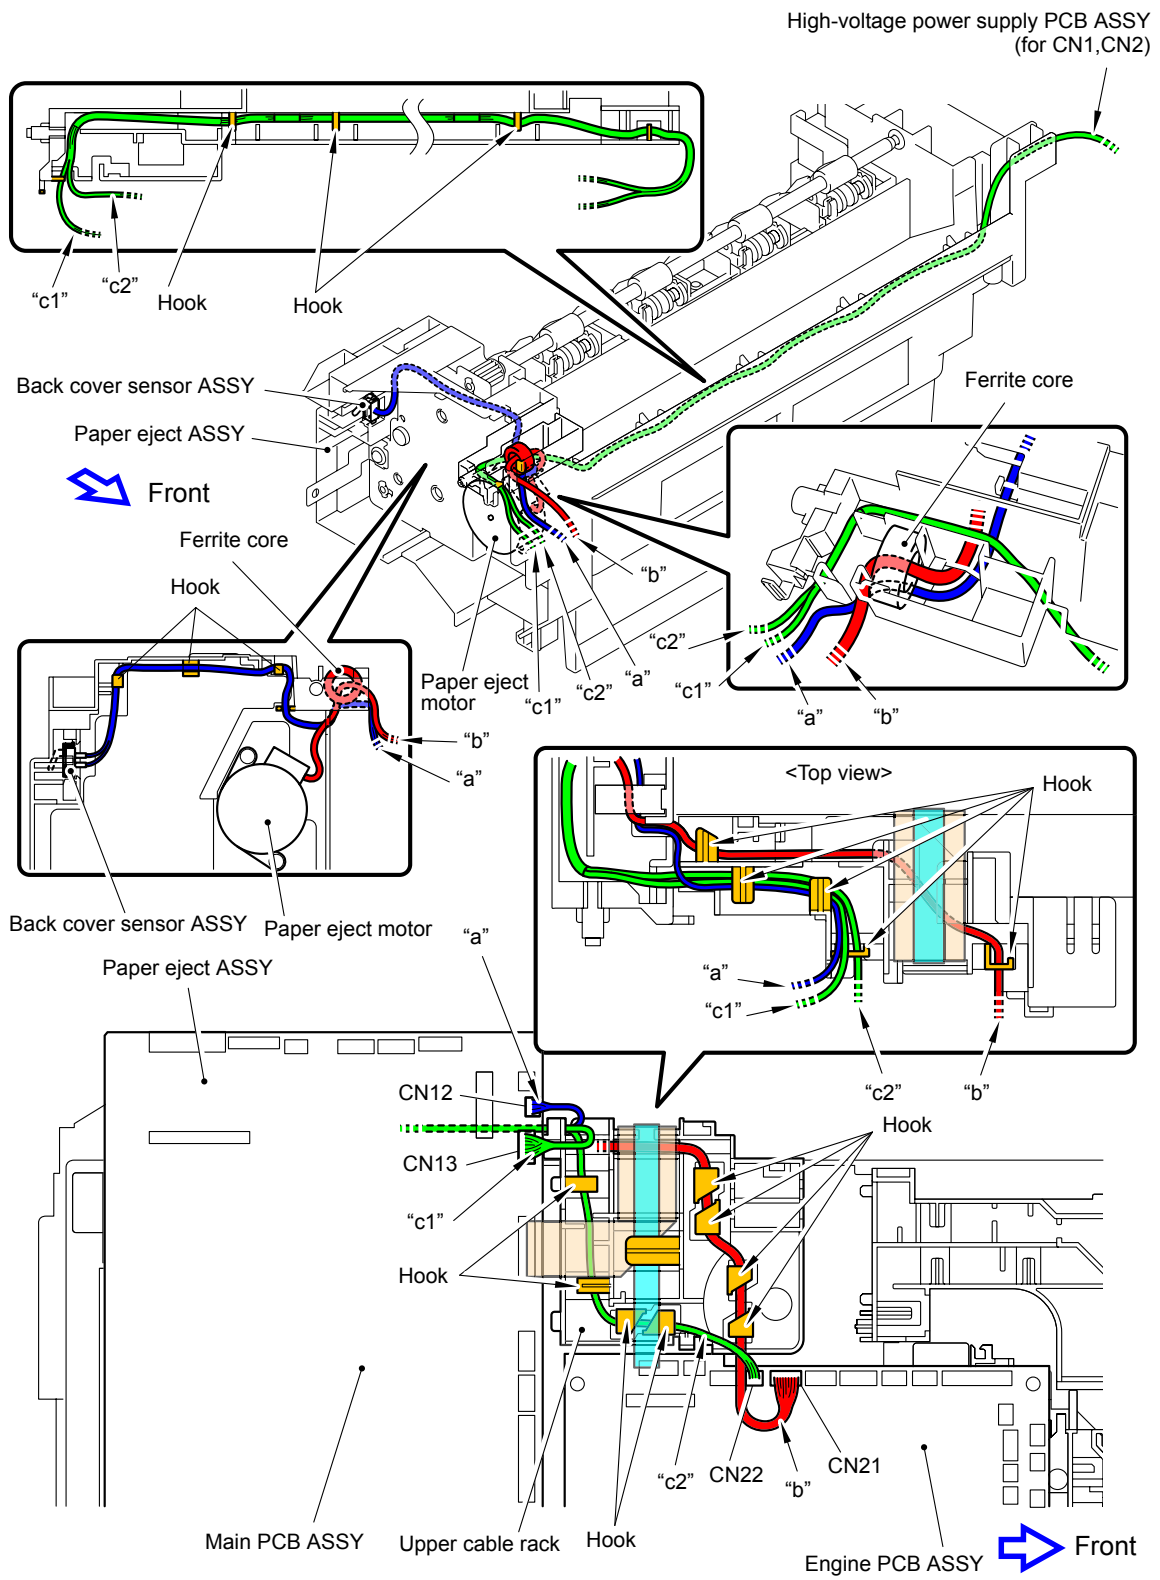 High-voltage power supply PCB ASSY
(for CN1,CN2)
“c1”
“c2”
Hook
Hook
Back cover sensor ASSY
Paper eject ASSY
Front
Ferrite core
Ferrite core
Hook
“b”
“a”
“c2”
“c1”
Paper eject
motor
“c2”
“c1”
“a”
“b”
“b”
“a”
<Top view>
Hook
Back cover sensor ASSY
Paper eject motor
“a”
Paper eject ASSY
“a”
“c1”
“c2”
“b”
CN12
CN13
“c1”
Hook
Hook
“c2”
CN22
“b”
CN21
Main PCB ASSY
Upper cable rack
Hook
Engine PCB ASSY
Front